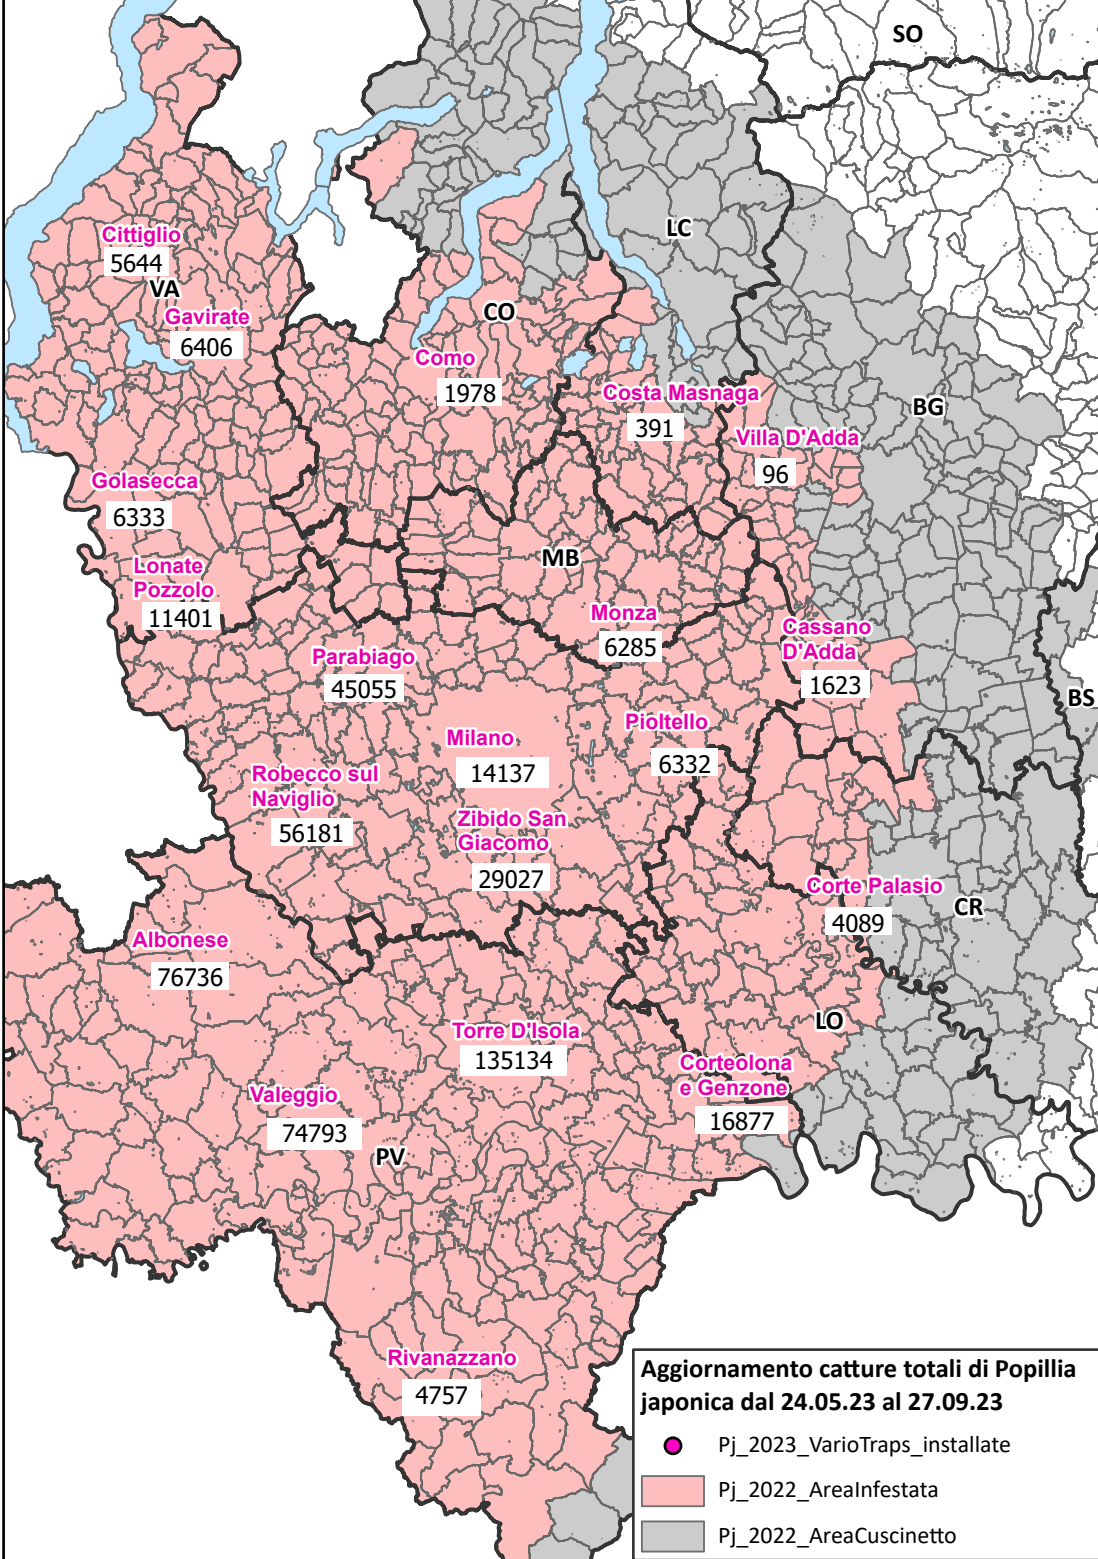 SO
LC
Cittiglio
5644
VA
Gavirate
6406
CO
Como
1978
Costa Masnaga
391
BG
Villa D'Adda
96
Golasecca
6333
MB
Lonate
Pozzolo
11401
Monza
6285
Cassano
D'Adda
1623
Parabiago
45055
BS
Pioltello
6332
Milano
14137
Robecco sul
Naviglio
56181
Zibido San
Giacomo
29027
Corte Palasio
4089
CR
Albonese
76736
LO
Torre D'Isola
135134
Corteolona
e Genzone
16877
Valeggio
74793
PV
Rivanazzano
4757
Aggiornamento catture totali di Popillia
japonica dal 24.05.23 al 27.09.23
Pj_2023_VarioTraps_installate
Pj_2022_AreaInfestata
Pj_2022_AreaCuscinetto